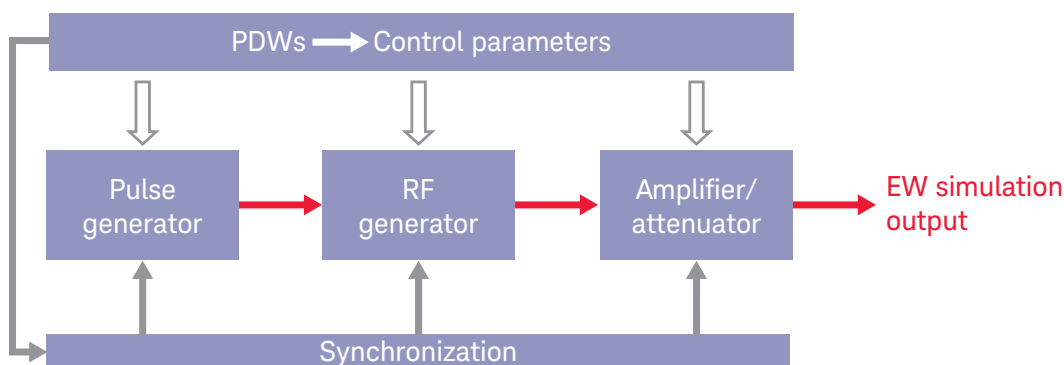 PDWs Control parameters
Pulse
generator
RF
generator
Amplifier/
attenuator
EW simulation
output
Synchronization